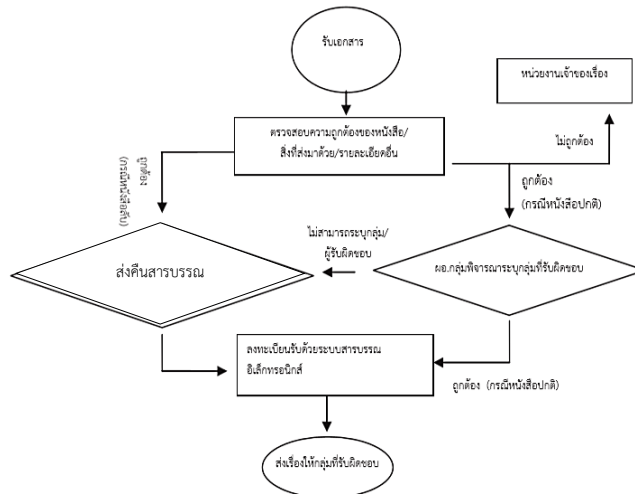 รับเอกสาร
หน่วยงานเจ้าของเรื่อง
ตรวจสอบความถูกต้องของหนังสือ/
สิ่งที่ส่งมาด้วย/รายละเอียดอื่น
ไม่ถูกต้อง
ถูกต้อง
(กรณีหนังสือลับ)
ถูกต้อง
(กรณีหนังสือปกติ)
ไม่สามารถระบุกลุ่ม/
ผู้รับผิดชอบ
ส่งคืนสารบรรณ
ผอ.กลุ่มพิจารณาระบุกลุ่มที่รับผิดชอบ
ลงทะเบียนรับด้วยระบบสารบรรณ
อิเล็กทรอนิกส์
ถูกต้อง (กรณีหนังสือปกติ)
ส่งเรื่องให้กลุ่มที่รับผิดชอบ